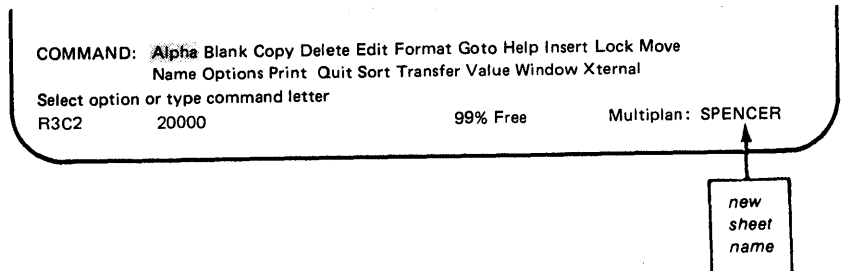 COMMAND: Alpha Blank Copy Delete Edit Format Goto Help Insert Lock Move
Name Options Print Quit Sort Transfer Value Window Xternal
Select option or type command letter
R3C2 20000 99% Free Multiplan: SPENCER
new
sheet
name